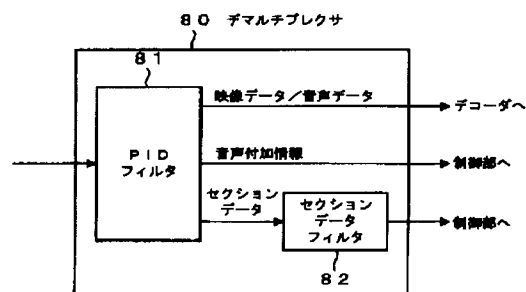 80 デマルチプレクサ
81
映像データ/音声データ
デコーダへ
PID
フィルタ
音声付加情報
制御部へ
セクション
データ
セクション
データ
フィルタ
制御部へ
82